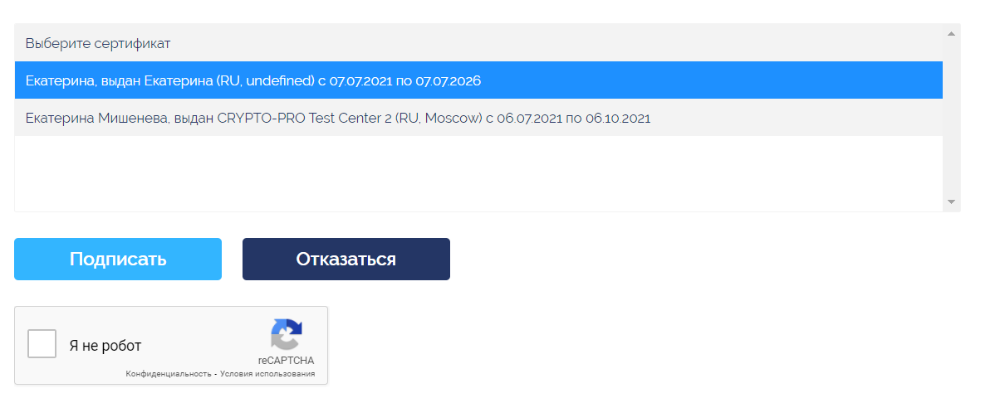 Выберите сертификат
Екатерина, выдан Екатерина (RU, undefined) с 07.07.2021 по 07.07.2026
Екатерина Мишенева, выдан CRYPTO-PRO Test Center 2 (RU, Moscow) с 06.07.2021 по 06.10.2021
Подписать
Отказаться
Я не робот
reCAPTCHA
Конфиденциальность - Условия использования